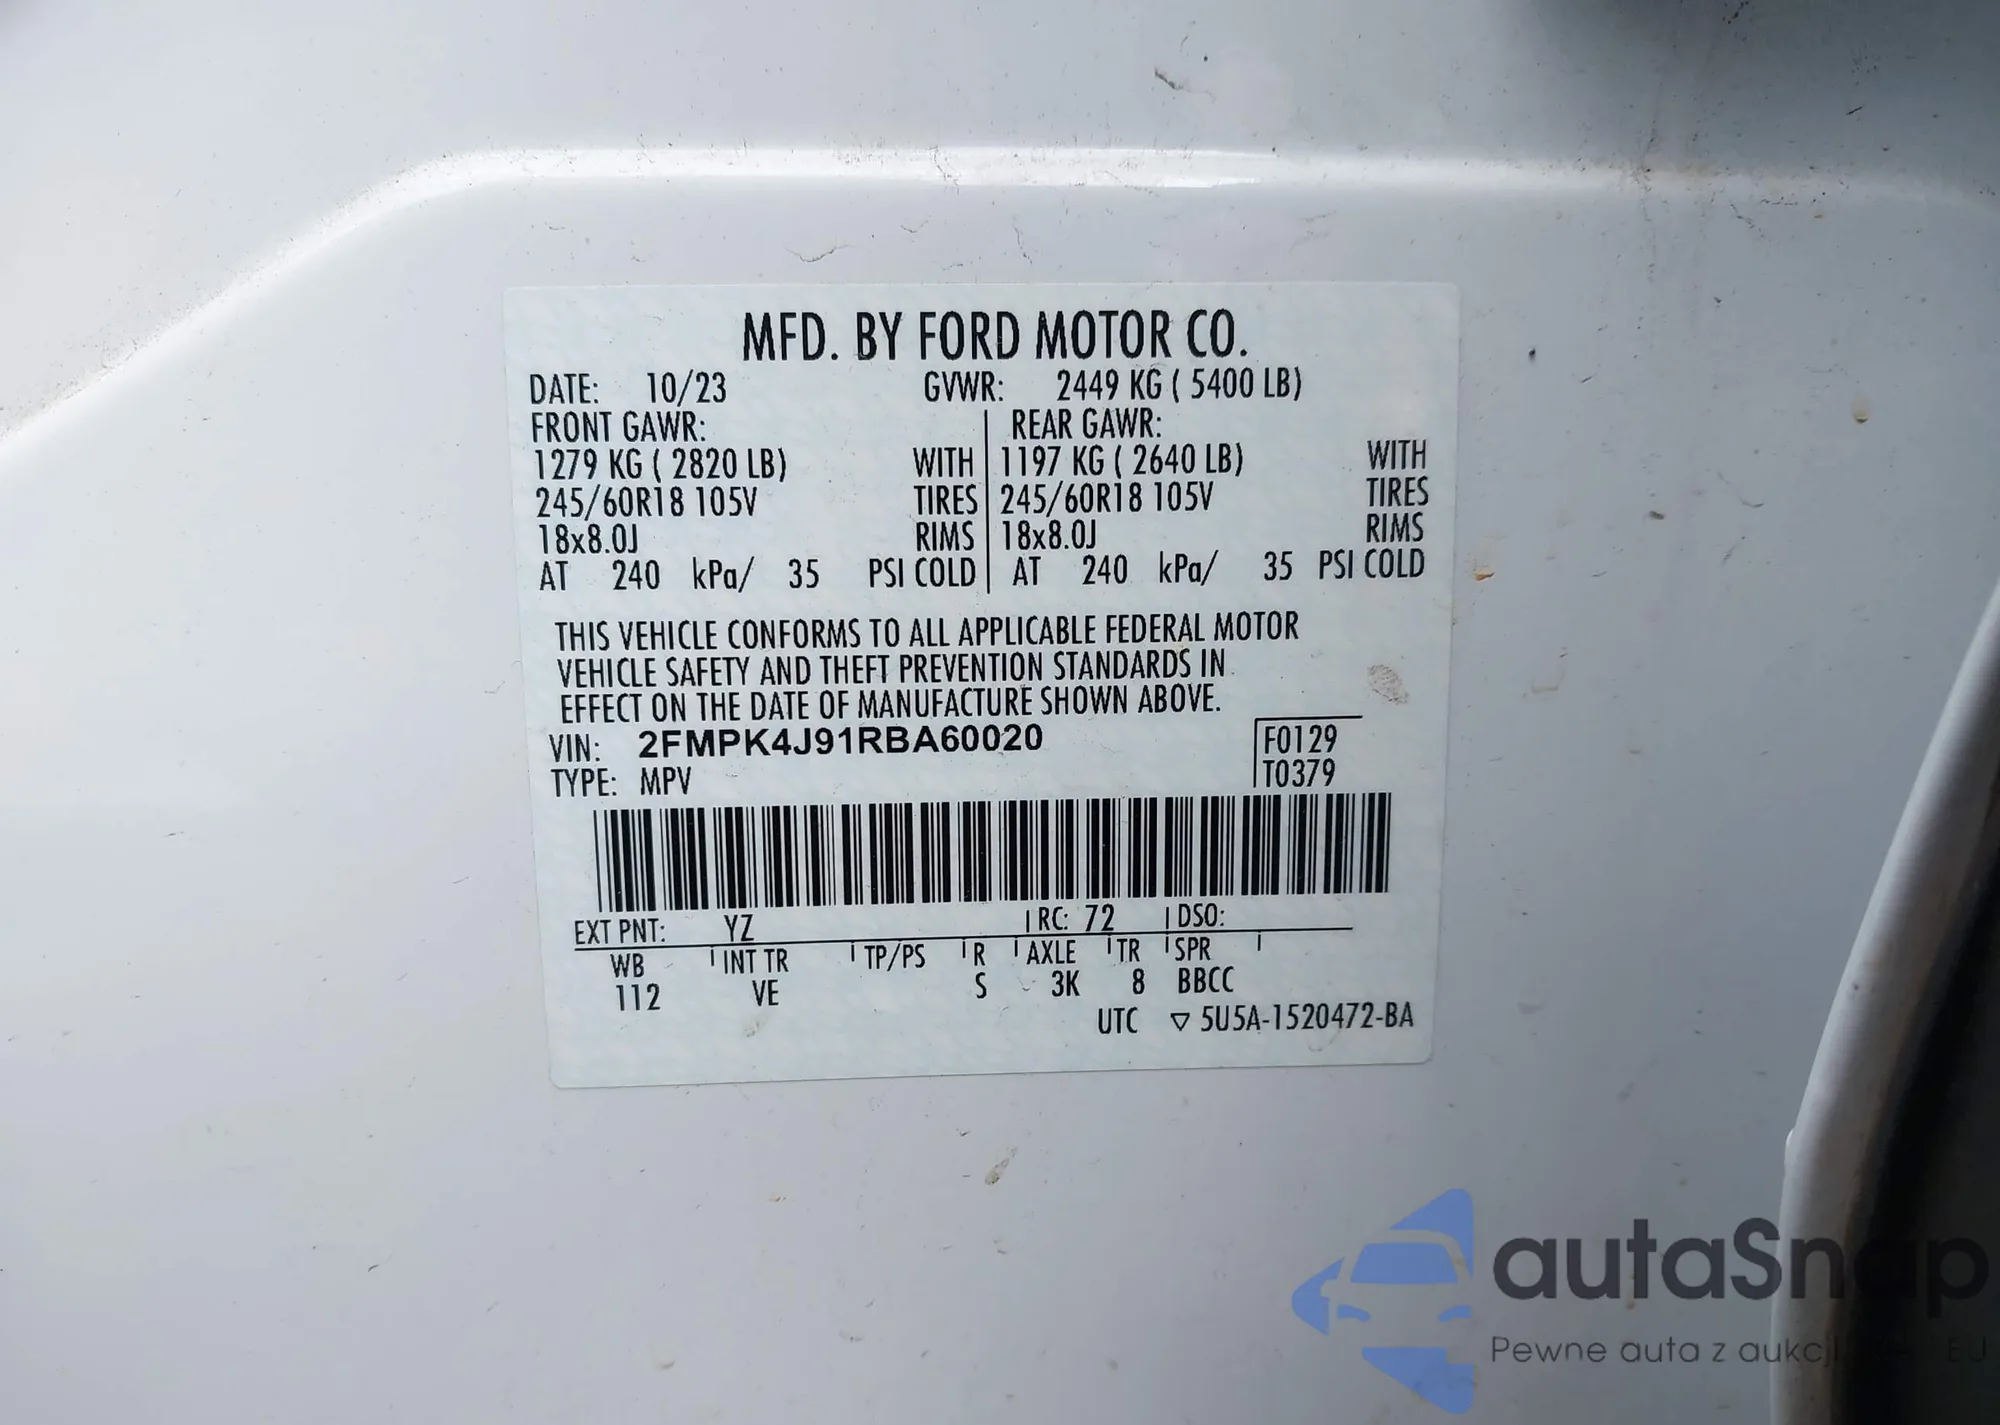 MFD. BY FORD MOTOR CO.
DATE: 10/23 GVWR: 2449 KG ( 5400 LB)
FRONT GAWR: REAR GAWR:
1279 KG ( 2820 LB) WITH 1197 KG ( 2640 LB) WITH
245/60R18 105V TIRES 245/60R18 105V TIRES
18x8.0J RIMS 18x8.0J RIMS
AT 240 kPa/ 35 PSI COLD AT 240 kPa/ 35 PSI COLD
THIS VEHICLE CONFORMS TO ALL APPLICABLE FEDERAL MOTOR
VEHICLE SAFETY AND THEFT PREVENTION STANDARDS IN
EFFECT ON THE DATE OF MANUFACTURE SHOWN ABOVE.
VIN: 2FMPK4J91RBA60020 F0129
TYPE: MPV T0379
EXT PNT: YZ RC: 72 DSO:
WB INT TR TP/PS R AXLE TR SPR
112 VE S 3K 8 BBCC
UTC ▽ 5U5A-1520472-BA
autaSnap
Pewne auta z aukcji EU